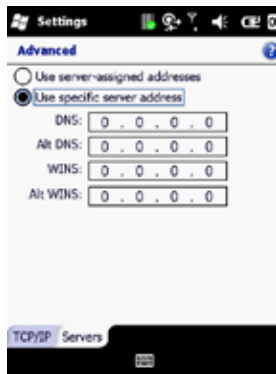 Settings
Advanced
Use server-assigned addresses
Use specific server address
DNS: 0 . 0 . 0 . 0
Alt DNS: 0 . 0 . 0 . 0
WINS: 0 . 0 . 0 . 0
Alt WINS: 0 . 0 . 0 . 0
TCP/IP Servers